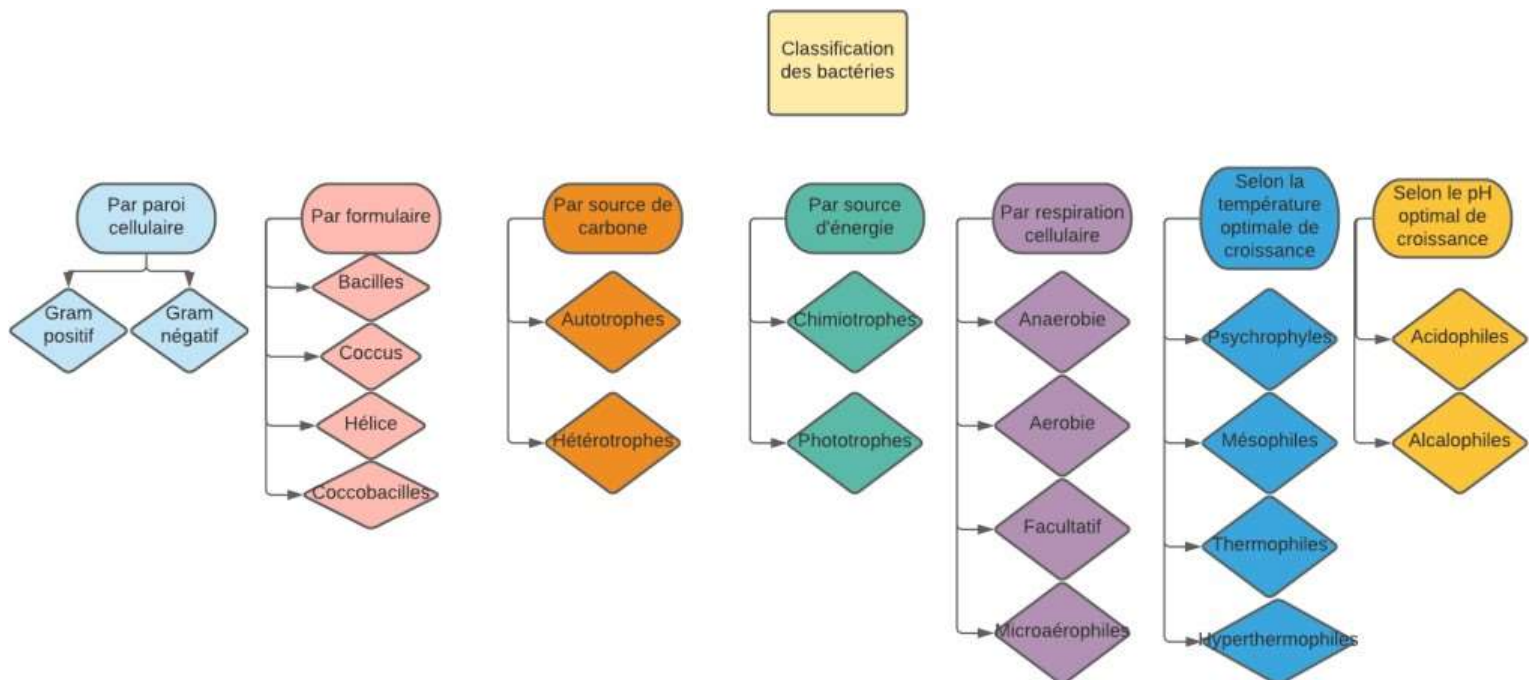 Classification
des bactéries
Par paroi
cellulaire
Gram
positif
Gram
négatif
Par formulaire
Bacilles
Coccus
Hélice
Coccobacilles
Par source de
carbone
Autotrophes
Hétérotrophes
Par source
d'énergie
Chimiotrophes
Phototrophes
Par respiration
cellulaire
Anaerobie
Aerobie
Facultatif
Microaérophiles
Selon la
température
optimale de
croissance
Psychrophyles
Mésophiles
Thermophiles
Hyperthermophiles
Selon le pH
optimal de
croissance
Acidophiles
Alcalophiles